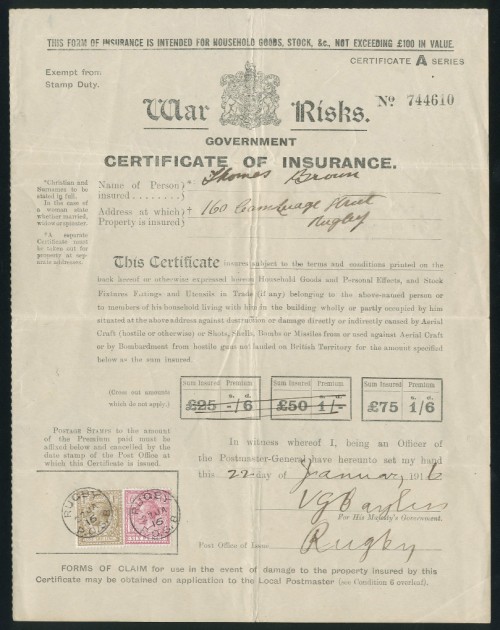 THIS FORM OF INSURANCE IS INTENDED FOR HOUSEHOLD GOODS, STOCK, &c., NOT EXCEEDING £100 IN VALUE.
CERTIFICATE A SERIES
Exempt from
Stamp Duty.
No 744610
War Risks.
GOVERNMENT
CERTIFICATE OF INSURANCE.
*Christian and
Surnames to be
stated in full.
In the case of
a woman state
whether married,
widow or spinster.
†A separate
Certificate must
be taken out for
property at sep-
arate addresses.
Name of Person }* Thomas Brown
insured ........
Address at which }† 160 Cambridge Street
Property is insured Rugby
This Certificate insures subject to the terms and conditions printed on the
back hereof or otherwise expressed herein Household Goods and Personal Effects, and Stock
Fixtures Fittings and Utensils in Trade (if any) belonging to the above-named person or
to members of his household living with him in the building wholly or partly occupied by him
situated at the above address against destruction or damage directly or indirectly caused by Aerial
Craft (hostile or otherwise) or Shots, Shells, Bombs or Missiles from or used against Aerial Craft
or by Bombardment from hostile guns not landed on British Territory for the amount specified
below as the sum insured.
(Cross out amounts
which do not apply.)
Sum Insured Premium
s. d.
£25 -/6
Sum Insured Premium
s. d.
£50 1/-
Sum Insured Premium
s. d.
£75 1/6
POSTAGE STAMPS to the amount
of the Premium paid must be
affixed below and cancelled by the
date stamp of the Post Office at
which this Certificate is issued.
In witness whereof I, being an Officer of
the Postmaster-General have hereunto set my hand
this 22 day of January 1916
V G Bayliss
For His Majesty's Government.
Post Office of Issue Rugby
RUGBY
RUGBY
FORMS OF CLAIM for use in the event of damage to the property insured by this
Certificate may be obtained on application to the Local Postmaster (see Condition 6 overleaf).